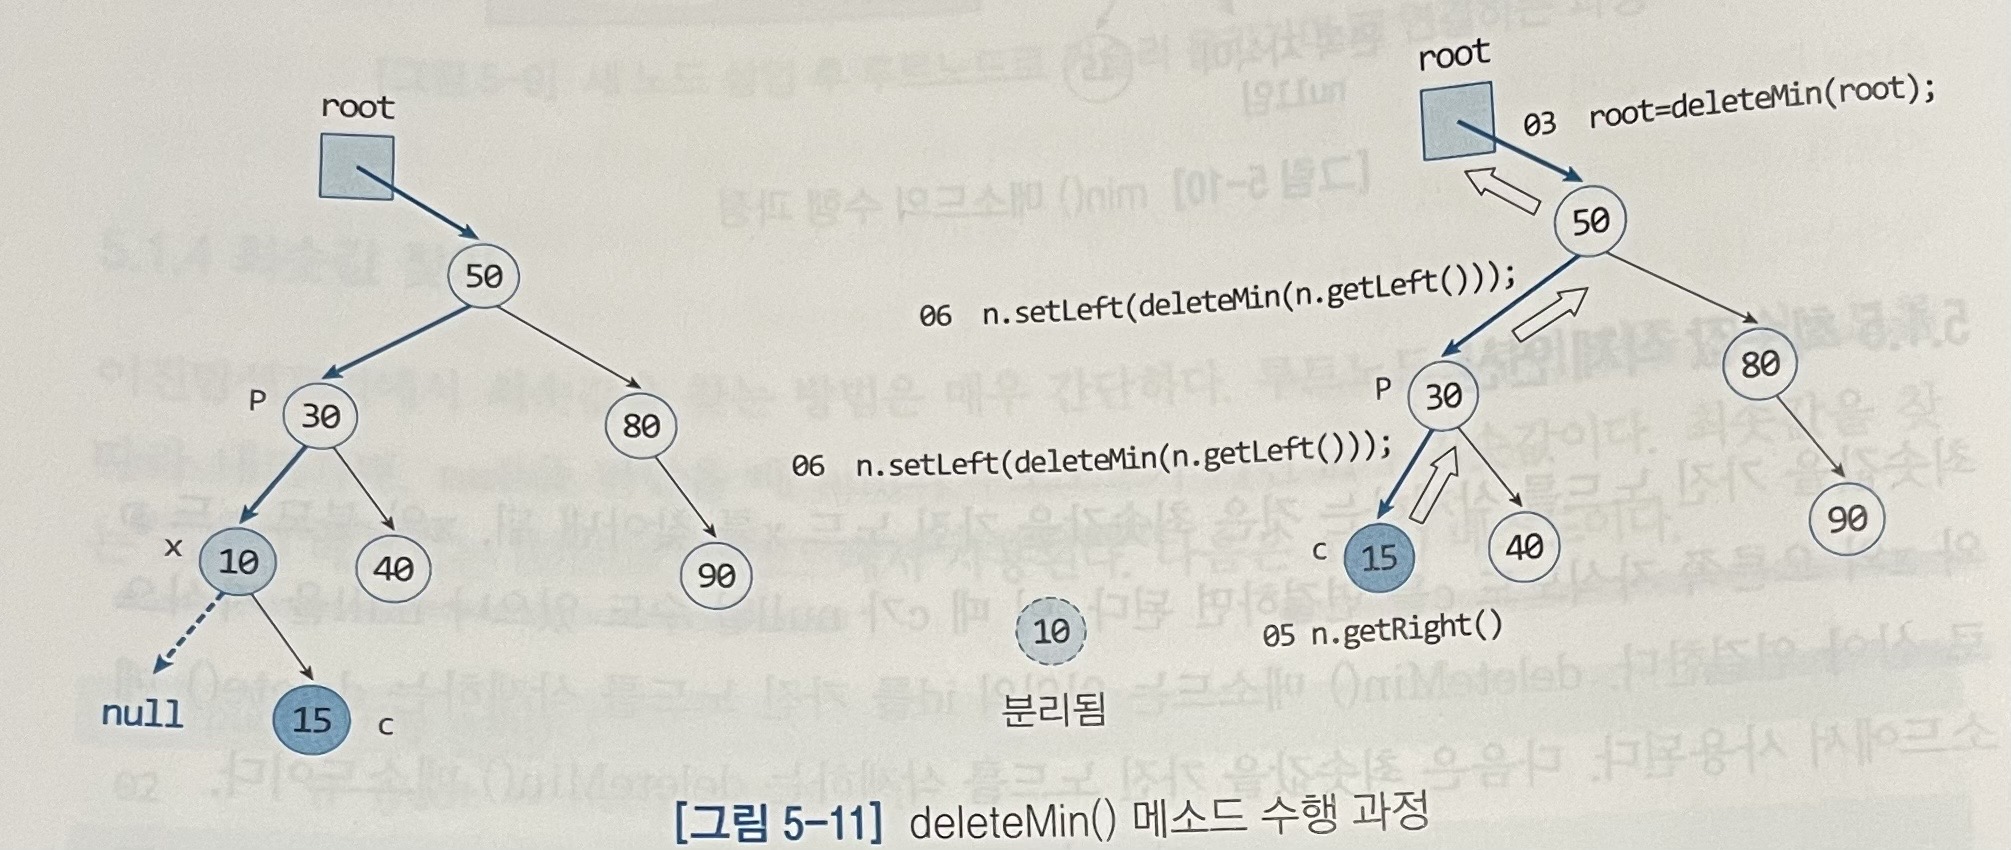 root
50
P 30
80
x 10
40
90
null
15 c
root
03 root=deleteMin(root);
50
06 n.setLeft(deleteMin(n.getLeft()));
P 30
80
06 n.setLeft(deleteMin(n.getLeft()));
c 15
40
90
10
05 n.getRight()
분리됨
[그림 5-11] deleteMin() 메소드 수행 과정